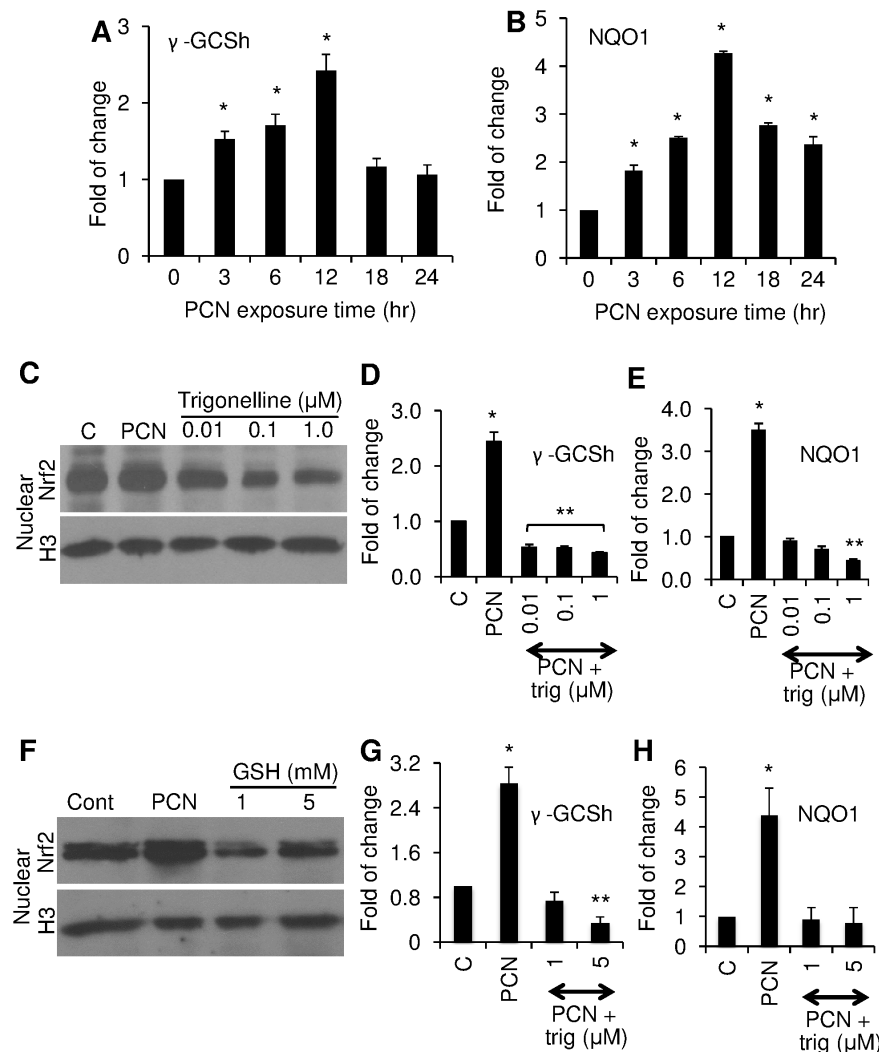 A
γ -GCSh
Fold of change
3
2
1
0
0 3 6 12 18 24
* * *
PCN exposure time (hr)
B
NQO1
Fold of change
5
4
3
2
1
0
0 3 6 12 18 24
* * * * *
PCN exposure time (hr)
C
Trigonelline (µM)
C PCN 0.01 0.1 1.0
Nuclear
Nrf2
H3
D
γ -GCSh
Fold of change
3.0
2.0
1.0
0.0
*
**
C PCN 0.01 0.1 1
PCN +
trig (µM)
E
NQO1
Fold of change
4.0
3.0
2.0
1.0
0.0
*
**
C PCN 0.01 0.1 1
PCN +
trig (µM)
F
GSH (mM)
Cont PCN 1 5
Nuclear
Nrf2
H3
G
γ -GCSh
Fold of change
3.2
2.4
1.6
0.8
0
*
**
C PCN 1 5
PCN +
trig (µM)
H
NQO1
Fold of change
6
5
4
3
2
1
0
*
C PCN 1 5
PCN +
trig (µM)